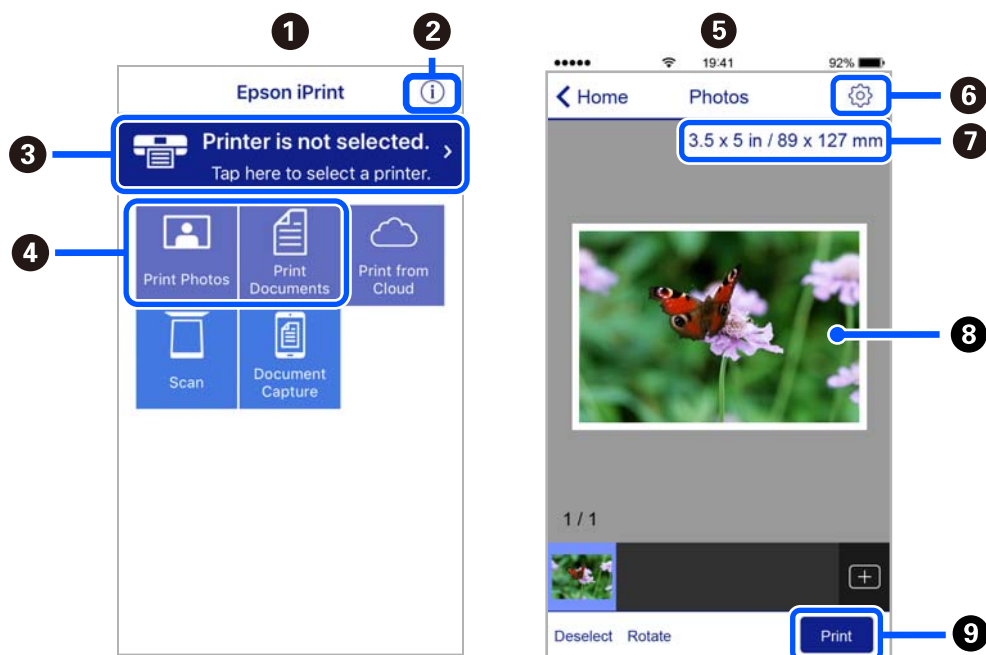 1
2
Epson iPrint
3
Printer is not selected.
Tap here to select a printer.
4
Print Photos
Print
Documents
Print from
Cloud
Scan
Document
Capture
5
19:41
92%
Home
Photos
6
3.5 x 5 in / 89 x 127 mm
7
8
1 / 1
Deselect
Rotate
Print
9